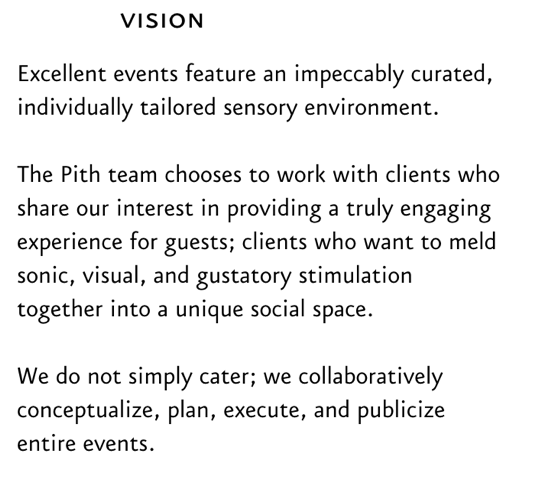 VISION
Excellent events feature an impeccably curated,
individually tailored sensory environment.
The Pith team chooses to work with clients who
share our interest in providing a truly engaging
experience for guests; clients who want to meld
sonic, visual, and gustatory stimulation
together into a unique social space.
We do not simply cater; we collaboratively
conceptualize, plan, execute, and publicize
entire events.